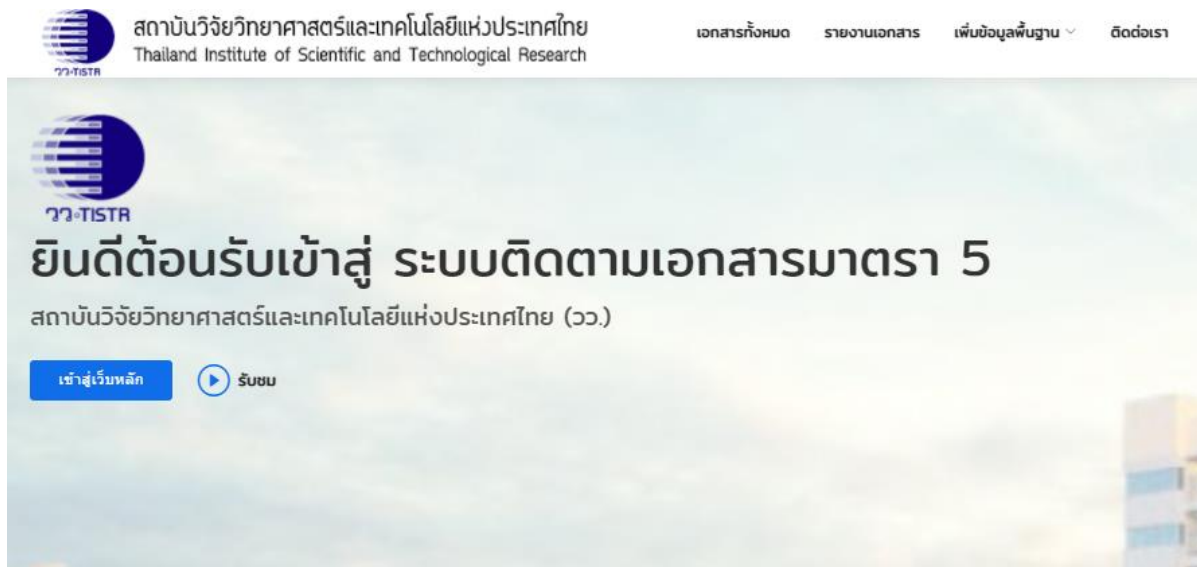 สถาบันวิจัยวิทยาศาสตร์และเทคโนโลยีแห่งประเทศไทย
Thailand Institute of Scientific and Technological Research
วว•TISTR
เอกสารทั้งหมด
รายงานเอกสาร
เพิ่มข้อมูลพื้นฐาน
ติดต่อเรา
วว•TISTR
ยินดีต้อนรับเข้าสู่ ระบบติดตามเอกสารมาตรา 5
สถาบันวิจัยวิทยาศาสตร์และเทคโนโลยีแห่งประเทศไทย (วว.)
เข้าสู่เว็บหลัก
รับชม